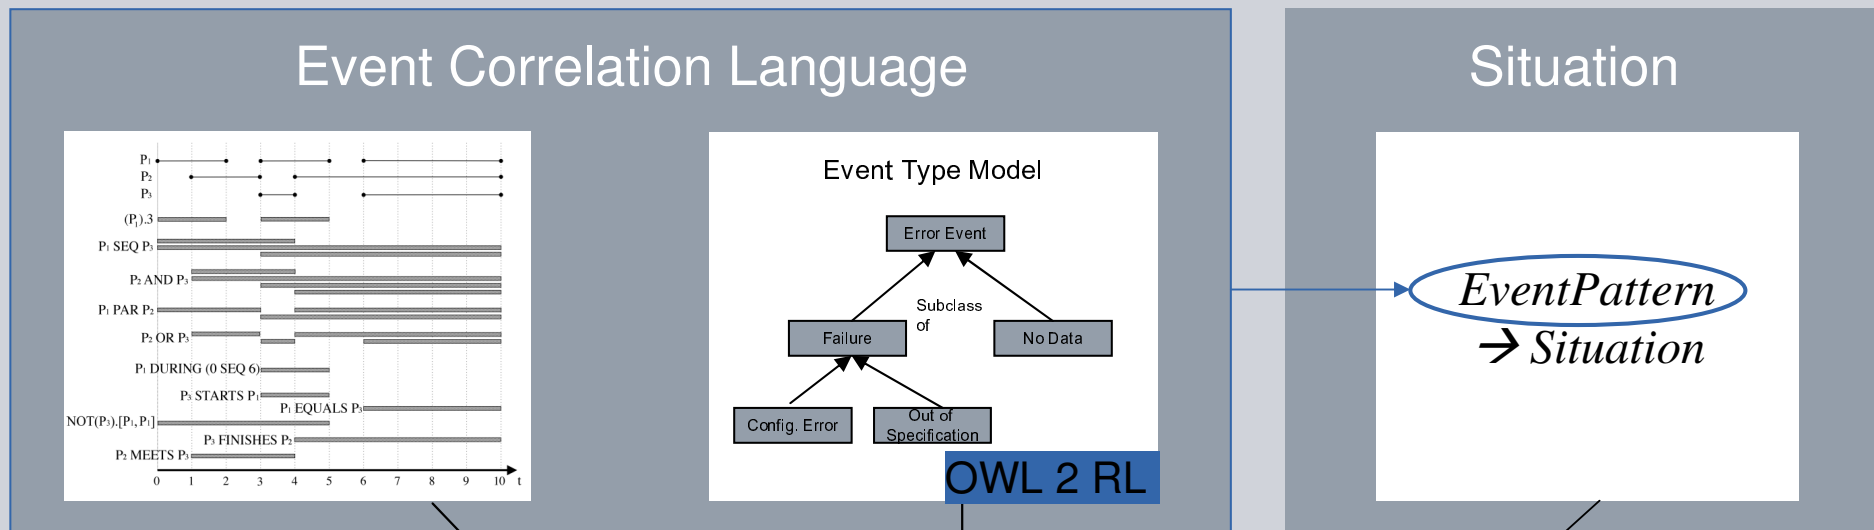 Event Correlation Language
P1
P2
P3
(P1).3
P1 SEQ P3
P2 AND P3
P1 PAR P2
P2 OR P3
P1 DURING (0 SEQ 6)
P3 STARTS P1
P1 EQUALS P3
NOT(P3).[P1, P1]
P3 FINISHES P2
P2 MEETS P3
0 1 2 3 4 5 6 7 8 9 10 t
Event Type Model
Error Event
Subclass
of
Failure
No Data
Config. Error
Out of
Specification
OWL 2 RL
Situation
EventPattern
→ Situation